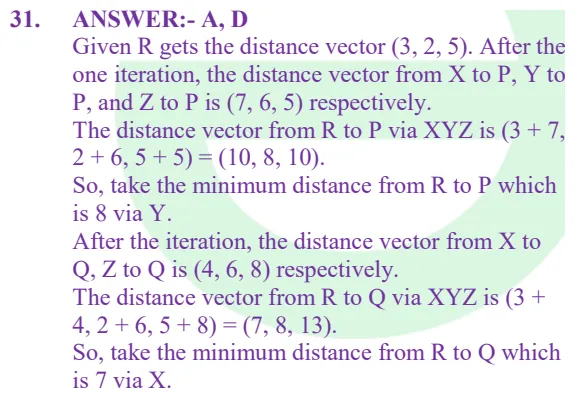 31. ANSWER:- A, D
Given R gets the distance vector (3, 2, 5). After the
one iteration, the distance vector from X to P, Y to
P, and Z to P is (7, 6, 5) respectively.
The distance vector from R to P via XYZ is (3 + 7,
2 + 6, 5 + 5) = (10, 8, 10).
So, take the minimum distance from R to P which
is 8 via Y.
After the iteration, the distance vector from X to
Q, Z to Q is (4, 6, 8) respectively.
The distance vector from R to Q via XYZ is (3 +
4, 2 + 6, 5 + 8) = (7, 8, 13).
So, take the minimum distance from R to Q which
is 7 via X.